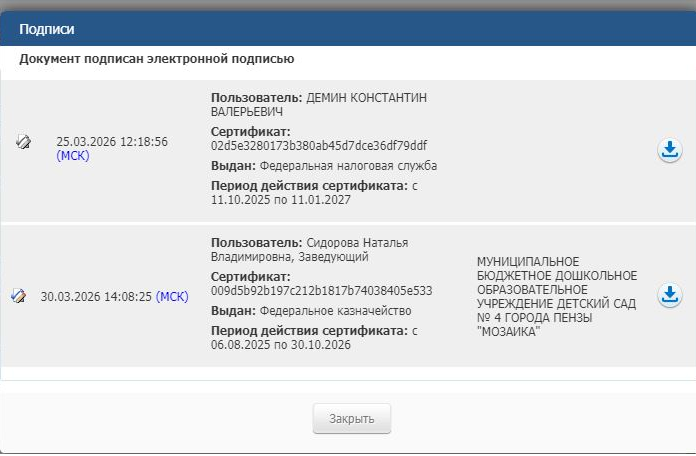 Подписи
Документ подписан электронной подписью
25.03.2026 12:18:56
(МСК)
Пользователь: ДЕМИН КОНСТАНТИН
ВАЛЕРЬЕВИЧ
Сертификат:
02d5e3280173b380ab45d7dce36df79ddf
Выдан: Федеральная налоговая служба
Период действия сертификата: с
11.10.2025 по 11.01.2027
30.03.2026 14:08:25 (МСК)
Пользователь: Сидорова Наталья
Владимировна, Заведующий
Сертификат:
009d5b92b197c212b1817b74038405e533
Выдан: Федеральное казначейство
Период действия сертификата: с
06.08.2025 по 30.10.2026
МУНИЦИПАЛЬНОЕ
БЮДЖЕТНОЕ ДОШКОЛЬНОЕ
ОБРАЗОВАТЕЛЬНОЕ
УЧРЕЖДЕНИЕ ДЕТСКИЙ САД
№ 4 ГОРОДА ПЕНЗЫ
"МОЗАИКА"
Закрыть